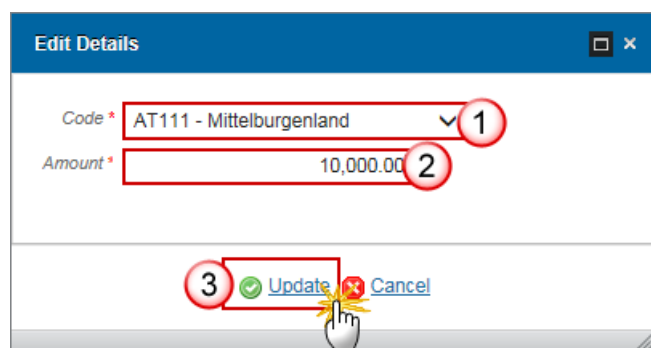 Edit Details
Code * AT111 - Mittelburgenland 1
Amount * 10,000.00 2
3 Update Cancel